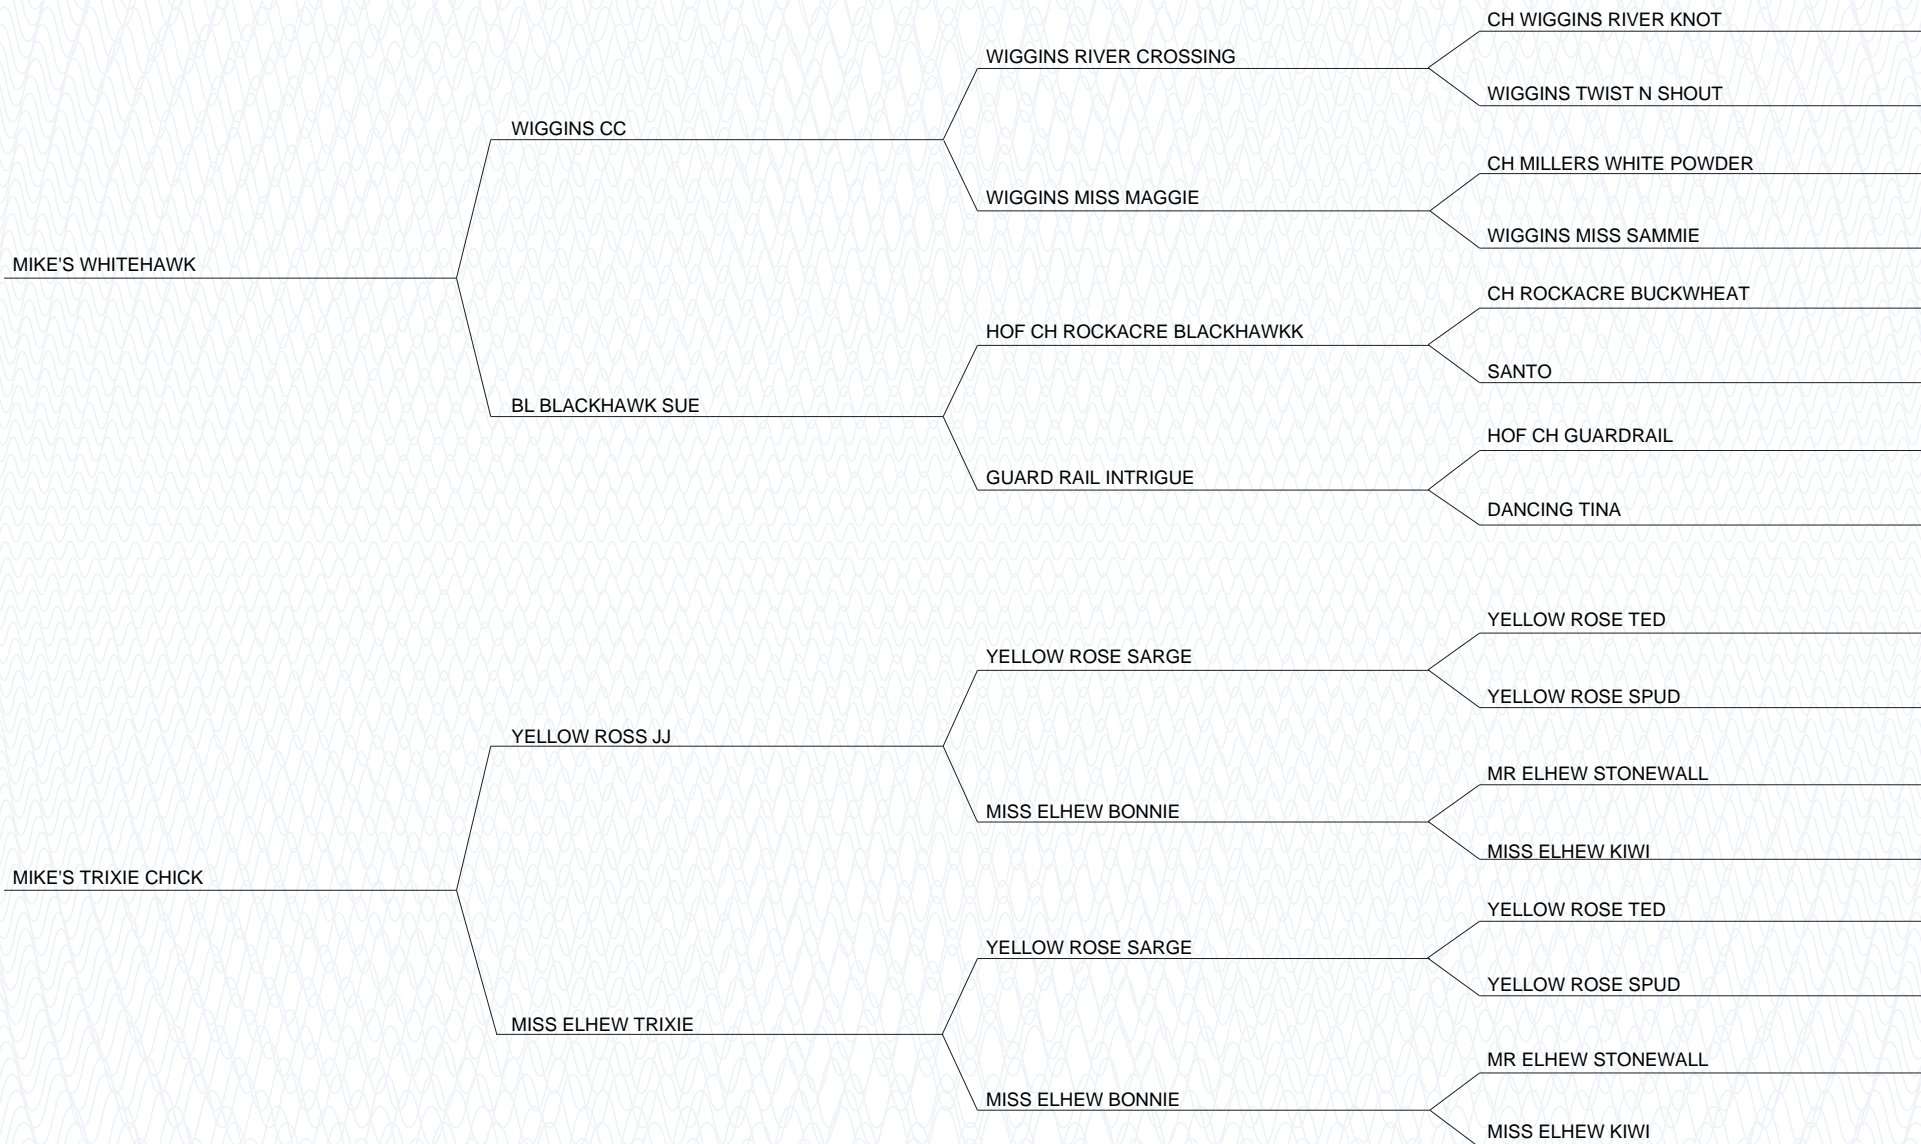 CH WIGGINS RIVER KNOT
WIGGINS RIVER CROSSING
WIGGINS TWIST N SHOUT
WIGGINS CC
CH MILLERS WHITE POWDER
WIGGINS MISS MAGGIE
WIGGINS MISS SAMMIE
MIKE'S WHITEHAWK
CH ROCKACRE BUCKWHEAT
HOF CH ROCKACRE BLACKHAWKK
SANTO
BL BLACKHAWK SUE
HOF CH GUARDRAIL
GUARD RAIL INTRIGUE
DANCING TINA
YELLOW ROSE TED
YELLOW ROSE SARGE
YELLOW ROSE SPUD
YELLOW ROSS JJ
MR ELHEW STONEWALL
MISS ELHEW BONNIE
MISS ELHEW KIWI
MIKE'S TRIXIE CHICK
YELLOW ROSE TED
YELLOW ROSE SARGE
YELLOW ROSE SPUD
MISS ELHEW TRIXIE
MR ELHEW STONEWALL
MISS ELHEW BONNIE
MISS ELHEW KIWI